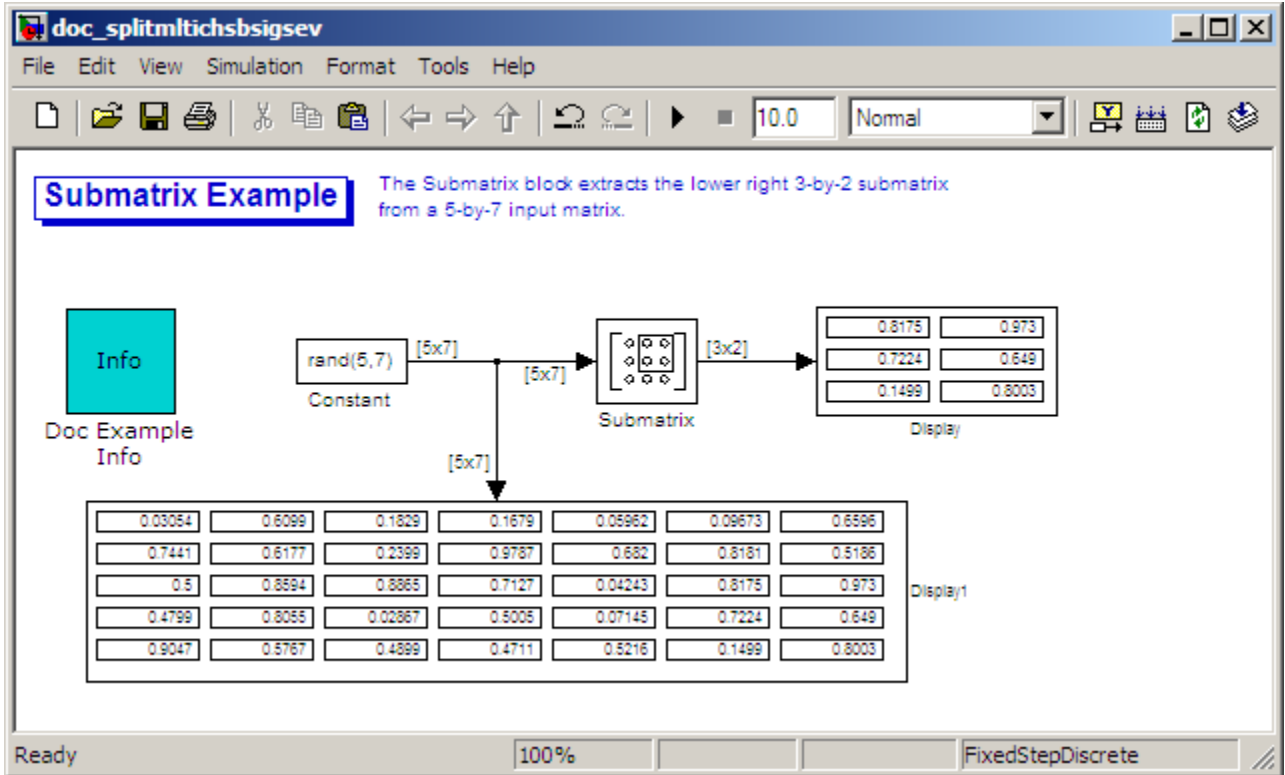 doc_splitmltichsbsigsev
File Edit View Simulation Format Tools Help
10.0 Normal
Submatrix Example
The Submatrix block extracts the lower right 3-by-2 submatrix
from a 5-by-7 input matrix.
Info
Doc Example
Info
rand(5,7)
Constant
[5x7]
[5x7]
[5x7]
Submatrix
[3x2]
0.8175 0.973
0.7224 0.649
0.1499 0.8003
Display
0.03054 0.6099 0.1829 0.1679 0.05962 0.09673 0.6596
0.7441 0.6177 0.2399 0.9787 0.682 0.8181 0.5186
0.5 0.8594 0.8865 0.7127 0.04243 0.8175 0.973
0.4799 0.8055 0.02867 0.5005 0.07145 0.7224 0.649
0.9047 0.5767 0.4899 0.4711 0.5216 0.1499 0.8003
Display1
Ready 100% FixedStepDiscrete